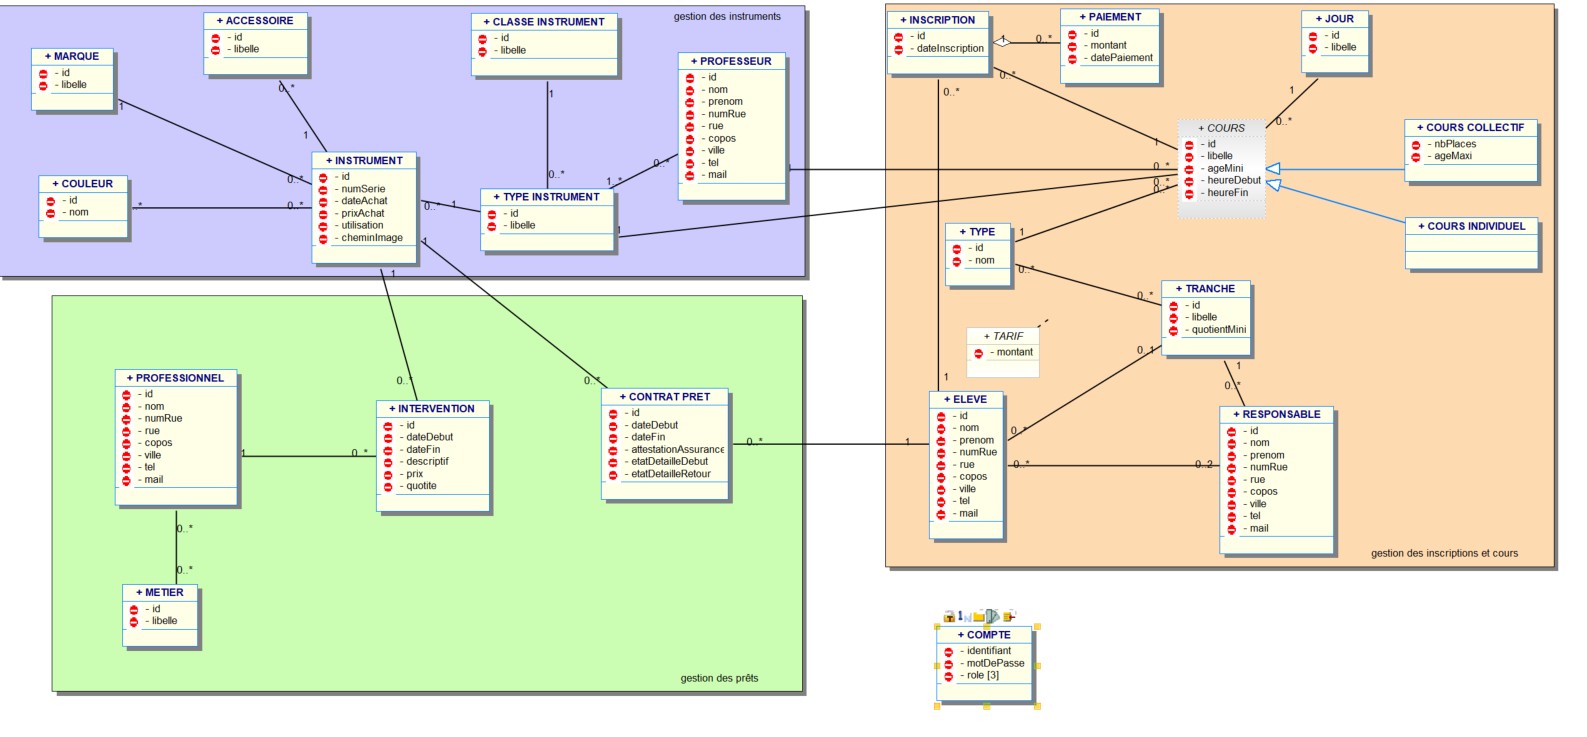 gestion des instruments
+ MARQUE
- id
- libelle
+ ACCESSOIRE
- id
- libelle
+ CLASSE INSTRUMENT
- id
- libelle
+ PROFESSEUR
- id
- nom
- prenom
- numRue
- rue
- copos
- ville
- tel
- mail
+ COULEUR
- id
- nom
+ INSTRUMENT
- id
- numSerie
- dateAchat
- prixAchat
- utilisation
- cheminImage
+ TYPE INSTRUMENT
- id
- libelle
1
0..*
0..*
1
1
0..*
0..*
1..*
..*
0..*
0..*
1
1
1
1
+ PROFESSIONNEL
- id
- nom
- numRue
- rue
- copos
- ville
- tel
- mail
+ INTERVENTION
- id
- dateDebut
- dateFin
- descriptif
- prix
- quotite
+ CONTRAT PRET
- id
- dateDebut
- dateFin
- attestationAssurance
- etatDetailleDebut
- etatDetailleRetour
+ METIER
- id
- libelle
0..*
0..*
1
0..*
0..*
0..*
0..*
1
gestion des prêts
+ INSCRIPTION
- id
- dateInscription
+ PAIEMENT
- id
- montant
- datePaiement
+ JOUR
- id
- libelle
+ COURS
- id
- libelle
- ageMini
- heureDebut
- heureFin
+ COURS COLLECTIF
- nbPlaces
- ageMaxi
+ COURS INDIVIDUEL
+ TYPE
- id
- nom
+ TRANCHE
- id
- libelle
- quotientMini
+ TARIF
- montant
+ ELEVE
- id
- nom
- prenom
- numRue
- rue
- copos
- ville
- tel
- mail
+ RESPONSABLE
- id
- nom
- prenom
- numRue
- rue
- copos
- ville
- tel
- mail
1
0..*
0..*
0..*
1
1
0..*
0..*
0..*
0..*
1
0..*
0..*
0..1
1
0..*
1
0..*
0..*
0..2
gestion des inscriptions et cours
+ COMPTE
- identifiant
- motDePasse
- role [3]